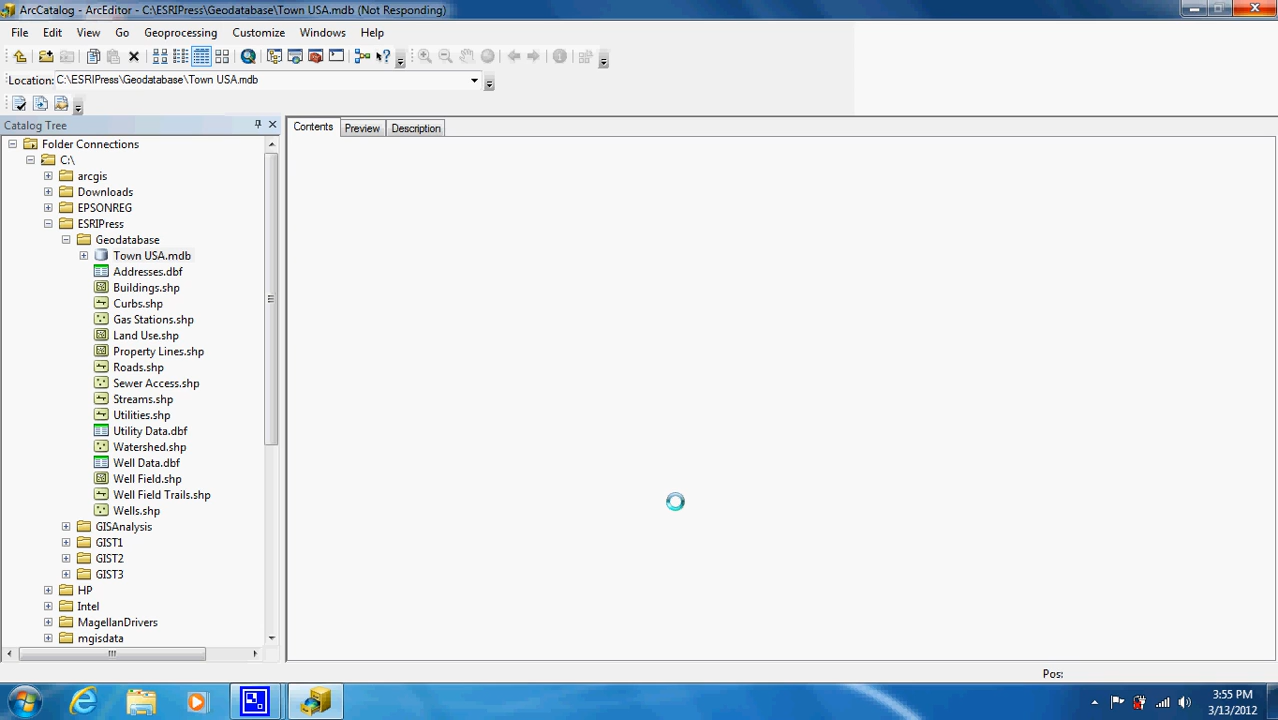 ArcCatalog - ArcEditor - C:\ESRIPress\Geodatabase\Town USA.mdb (Not Responding)
File Edit View Go Geoprocessing Customize Windows Help
Location: C:\ESRIPress\Geodatabase\Town USA.mdb
Catalog Tree
Contents Preview Description
Folder Connections
C:\
arcgis
Downloads
EPSONREG
ESRIPress
Geodatabase
Town USA.mdb
Addresses.dbf
Buildings.shp
Curbs.shp
Gas Stations.shp
Land Use.shp
Property Lines.shp
Roads.shp
Sewer Access.shp
Streams.shp
Utilities.shp
Utility Data.dbf
Watershed.shp
Well Data.dbf
Well Field.shp
Well Field Trails.shp
Wells.shp
GISAnalysis
GIST1
GIST2
GIST3
HP
Intel
MagellanDrivers
mgisdata
Pos:
3:55 PM
3/13/2012